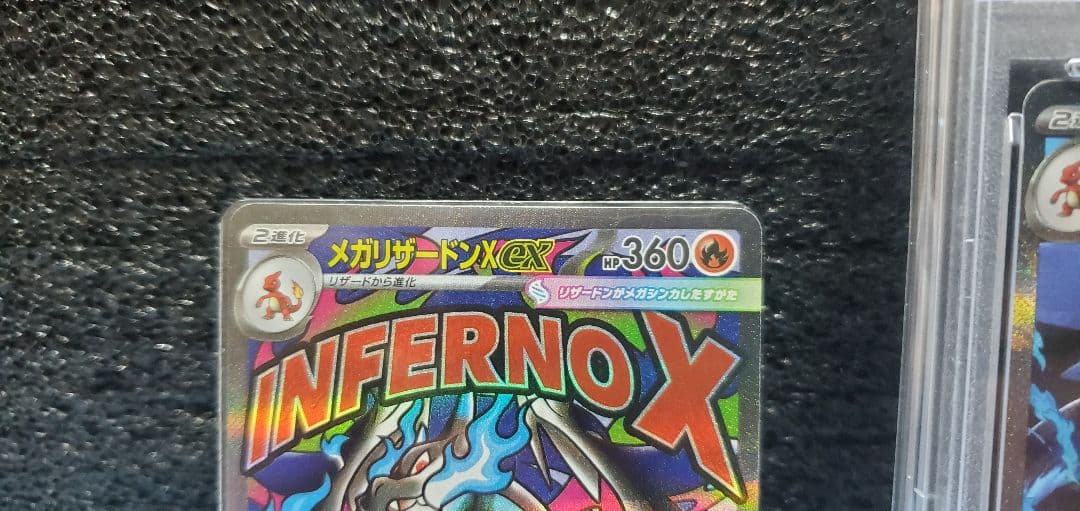 2進化
メガリザードンXex
HP360
リザードから進化
リザードンがメガシンカしたすがた
INFERNO X
2進